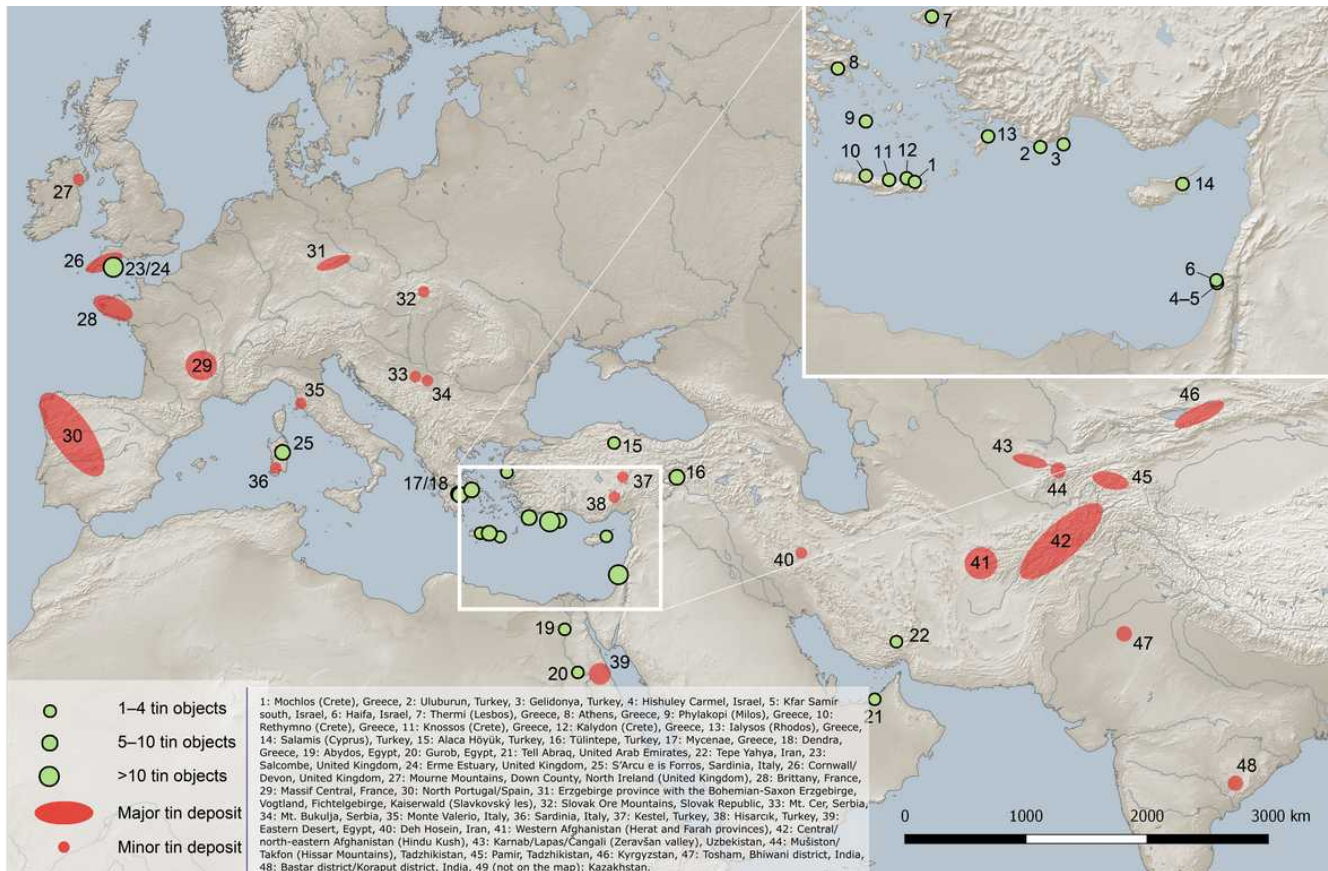 7
8
9
13
2
3
10
11
12
1
14
6
4–5
27
26
23/24
28
31
32
29
33
34
35
30
25
36
15
16
17/18
37
38
46
43
44
45
42
41
40
22
47
19
20
39
21
48
1–4 tin objects
5–10 tin objects
>10 tin objects
Major tin deposit
Minor tin deposit
1: Mochlos (Crete), Greece, 2: Uluburun, Turkey, 3: Gelidonya, Turkey, 4: Hishuley Carmel, Israel, 5: Kfar Samir
south, Israel, 6: Haifa, Israel, 7: Thermi (Lesbos), Greece, 8: Athens, Greece, 9: Phylakopi (Milos), Greece, 10:
Rethymno (Crete), Greece, 11: Knossos (Crete), Greece, 12: Kalydon (Crete), Greece, 13: Ialysos (Rhodos), Greece,
14: Salamis (Cyprus), Turkey, 15: Alaca Höyük, Turkey, 16: Tülintepe, Turkey, 17: Mycenae, Greece, 18: Dendra,
Greece, 19: Abydos, Egypt, 20: Gurob, Egypt, 21: Tell Abraq, United Arab Emirates, 22: Tepe Yahya, Iran, 23:
Salcombe, United Kingdom, 24: Erme Estuary, United Kingdom, 25: S'Arcu e is Forros, Sardinia, Italy, 26: Cornwall/
Devon, United Kingdom, 27: Mourne Mountains, Down County, North Ireland (United Kingdom), 28: Brittany, France,
29: Massif Central, France, 30: North Portugal/Spain, 31: Erzgebirge province with the Bohemian-Saxon Erzgebirge,
Vogtland, Fichtelgebirge, Kaiserwald (Slavkovský les), 32: Slovak Ore Mountains, Slovak Republic, 33: Mt. Cer, Serbia,
34: Mt. Bukulja, Serbia, 35: Monte Valerio, Italy, 36: Sardinia, Italy, 37: Kestel, Turkey, 38: Hisarcık, Turkey, 39:
Eastern Desert, Egypt, 40: Deh Hosein, Iran, 41: Western Afghanistan (Herat and Farah provinces), 42: Central/
north-eastern Afghanistan (Hindu Kush), 43: Karnab/Lapas/Čangali (Zeravšan valley), Uzbekistan, 44: Mušiston/
Takfon (Hissar Mountains), Tadzhikistan, 45: Pamir, Tadzhikistan, 46: Kyrgyzstan, 47: Tosham, Bhiwani district, India,
48: Bastar district/Koraput district, India, 49 (not on the map): Kazakhstan.
0 1000 2000 3000 km